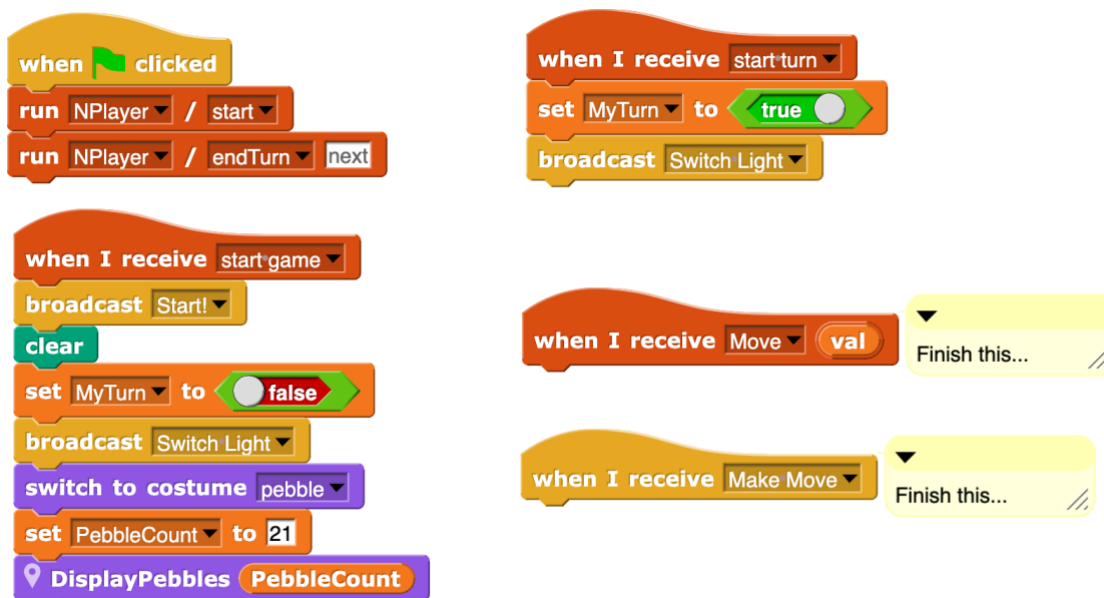 when clicked
run NPlayer / start
run NPlayer / endTurn next
when I receive start game
broadcast Start!
clear
set MyTurn to false
broadcast Switch Light
switch to costume pebble
set PebbleCount to 21
DisplayPebbles PebbleCount
when I receive start turn
set MyTurn to true
broadcast Switch Light
when I receive Move val
Finish this...
when I receive Make Move
Finish this...